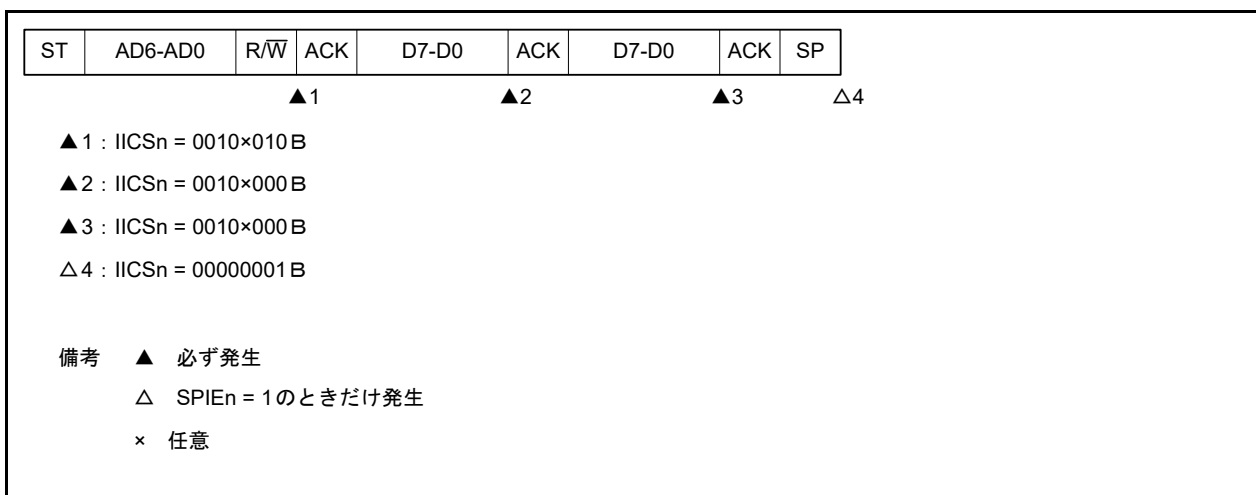 ST AD6-AD0 R/W̅ ACK D7-D0 ACK D7-D0 ACK SP
▲1 ▲2 ▲3 △4
▲1：IICSn = 0010×010B
▲2：IICSn = 0010×000B
▲3：IICSn = 0010×000B
△4：IICSn = 00000001B
備考 ▲ 必ず発生
△ SPIEn = 1のときだけ発生
× 任意